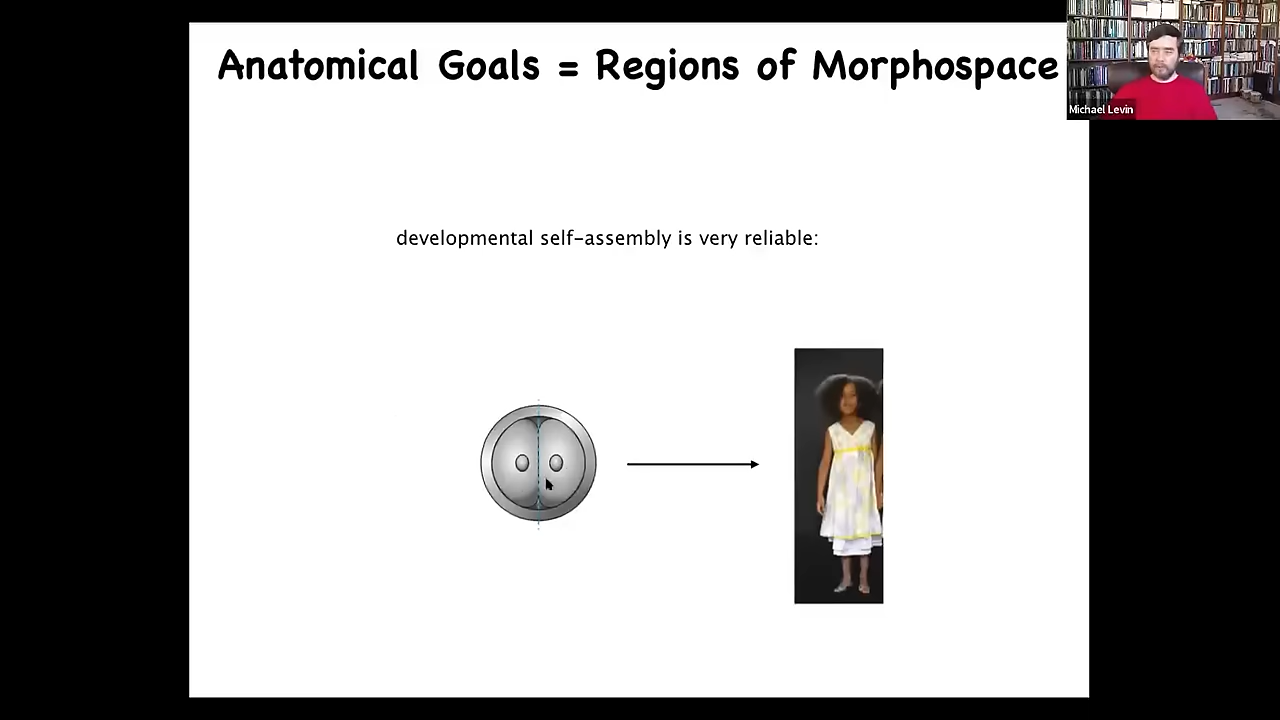 Anatomical Goals = Regions of Morphospace
Michael Levin
developmental self-assembly is very reliable: